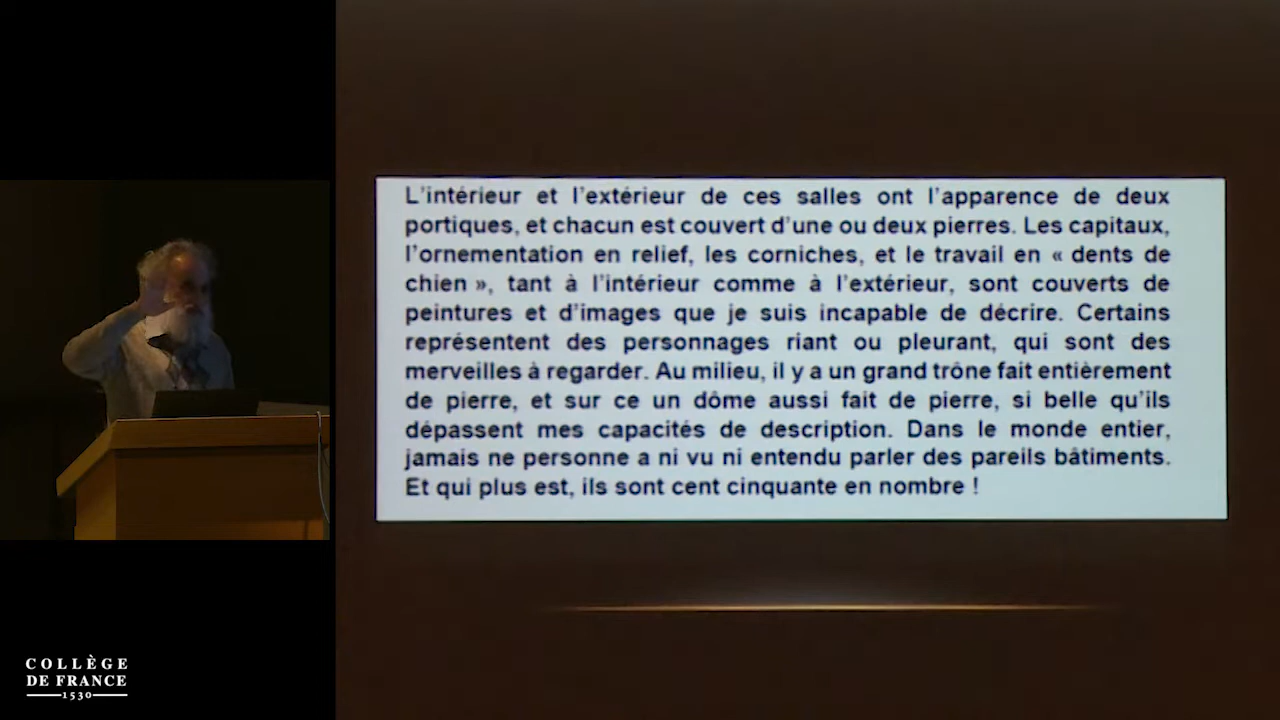 L'intérieur et l'extérieur de ces salles ont l'apparence de deux
portiques, et chacun est couvert d'une ou deux pierres. Les capitaux,
l'ornementation en relief, les corniches, et le travail en « dents de
chien », tant à l'intérieur comme à l'extérieur, sont couverts de
peintures et d'images que je suis incapable de décrire. Certains
représentent des personnages riant ou pleurant, qui sont des
merveilles à regarder. Au milieu, il y a un grand trône fait entièrement
de pierre, et sur ce un dôme aussi fait de pierre, si belle qu'ils
dépassent mes capacités de description. Dans le monde entier,
jamais ne personne a ni vu ni entendu parler des pareils bâtiments.
Et qui plus est, ils sont cent cinquante en nombre !
COLLÈGE
DE FRANCE
1530